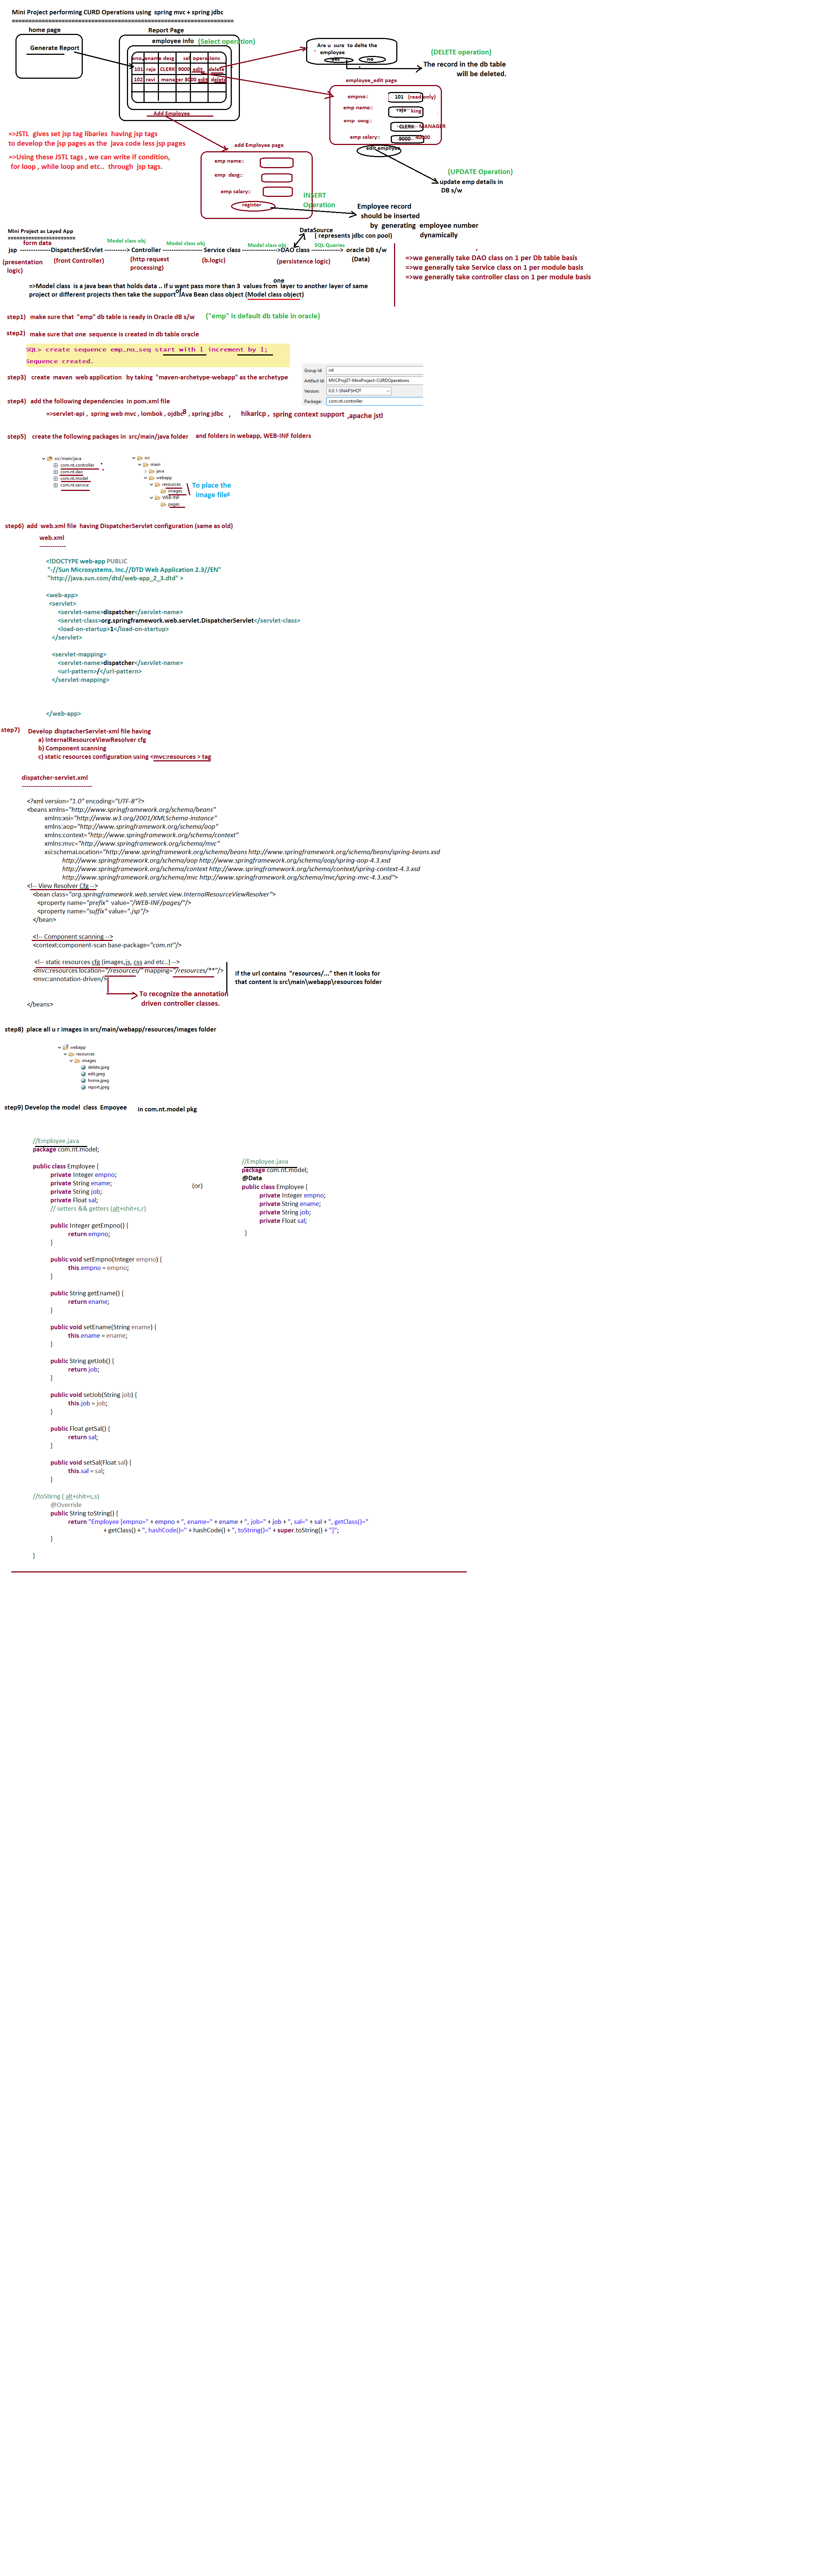 Mini Project performing CURD Operations using spring mvc + spring jdbc
==========================================================================
home page
Generate Report
Report Page
employee info (Select operation)
eno ename desg sal operations
101 raja CLERK 9000 edit delete
102 ravi manager 8000 edit delete
Add Employee
Are u sure to delte the
employee
yes no
(DELETE operation)
The record in the db table
will be deleted.
employee_edit page
empno:: 101 (read only)
emp name:: raja king
emp desg:: CLERK MANAGER
emp salary:: 9000 90000
edit employee
(UPDATE Operation)
update emp details in
DB s/w
=>JSTL gives set jsp tag libaries having jsp tags
to develop the jsp pages as the java code less jsp pages
=>Using these JSTL tags , we can write if condition,
for loop , while loop and etc.. through jsp tags.
add Employee page
emp name::
emp desg::
emp salary::
register
INSERT
Operation
Employee record
should be inserted
by generating employee number
dynamically
Mini Project as Layed App
========================
form data
Model class obj
Model class obj
Model class obj
DataSource
( represents jdbc con pool)
SQL Queries
jsp --------------DispatcherSErvlet ----------> Controller ------------------ Service class ---------------->DAO class -------------> oracle DB s/w
(presentation
logic)
(front Controller)
(http request
processing)
(b.logic)
(persistence logic)
(Data)
=>we generally take DAO class on 1 per Db table basis
=>we generally take Service class on 1 per module basis
=>we generally take controller class on 1 per module basis
one
=>Model class is a java bean that holds data .. if u want pass more than 3 values from layer to another layer of same
project or different projects then take the support of JAva Bean class object (Model class object)
step1) make sure that "emp" db table is ready in Oracle dB s/w ("emp" is default db table in oracle)
step2) make sure that one sequence is created in db table oracle
SQL> create sequence emp_no_seq start with 1 increment by 1;
Sequence created.
step3) create maven web application by taking "maven-archetype-webapp" as the archetype
Group Id: nit
Artifact Id: MVCProj07-MiniProject-CURDOperations
Version: 0.0.1-SNAPSHOT
Package: com.nt.controller
step4) add the following dependencies in pom.xml file
=>servlet-api , spring web mvc , lombok , ojdbc8 , spring jdbc , hikaricp , spring context support ,apache jstl
step5) create the following packages in src/main/java folder and folders in webapp, WEB-INF folders
src/main/java
com.nt.controller
com.nt.dao
com.nt.model
com.nt.service
src
main
java
webapp
resources
images
WEB-INF
pages
To place the
image files
step6) add web.xml file having DispatcherServlet configuration (same as old)
web.xml
------------
<!DOCTYPE web-app PUBLIC
"-//Sun Microsystems, Inc.//DTD Web Application 2.3//EN"
"http://java.sun.com/dtd/web-app_2_3.dtd" >
<web-app>
<servlet>
<servlet-name>dispatcher</servlet-name>
<servlet-class>org.springframework.web.servlet.DispatcherServlet</servlet-class>
<load-on-startup>1</load-on-startup>
</servlet>
<servlet-mapping>
<servlet-name>dispatcher</servlet-name>
<url-pattern>/</url-pattern>
</servlet-mapping>
</web-app>
step7) Develop disptacherServlet-xml file having
a) InternalResourceViewResolver cfg
b) Component scanning
c) static resources configuration using <mvc:resources > tag
dispatcher-servlet.xml
--------------------------------
<?xml version="1.0" encoding="UTF-8"?>
<beans xmlns="http://www.springframework.org/schema/beans"
xmlns:xsi="http://www.w3.org/2001/XMLSchema-instance"
xmlns:aop="http://www.springframework.org/schema/aop"
xmlns:context="http://www.springframework.org/schema/context"
xmlns:mvc="http://www.springframework.org/schema/mvc"
xsi:schemaLocation="http://www.springframework.org/schema/beans http://www.springframework.org/schema/beans/spring-beans.xsd
http://www.springframework.org/schema/aop http://www.springframework.org/schema/aop/spring-aop-4.3.xsd
http://www.springframework.org/schema/context http://www.springframework.org/schema/context/spring-context-4.3.xsd
http://www.springframework.org/schema/mvc http://www.springframework.org/schema/mvc/spring-mvc-4.3.xsd">
<!-- View Resolver Cfg -->
<bean class="org.springframework.web.servlet.view.InternalResourceViewResolver">
<property name="prefix" value="/WEB-INF/pages/"/>
<property name="suffix" value=".jsp"/>
</bean>
<!-- Component scanning -->
<context:component-scan base-package="com.nt"/>
<!-- static resources cfg (images,js, css and etc..) -->
<mvc:resources location="/resources/" mapping="/resources/**"/>
<mvc:annotation-driven/>
if the url contains "resources/..." then it looks for
that content is src\main\webapp\resources folder
To recognize the annotation
driven controller classes.
</beans>
step8) place all u r images in src/main/webapp/resources/images folder
webapp
resources
images
delete.jpeg
edit.jpeg
home.jpeg
report.jpeg
step9) Develop the model class Empoyee in com.nt.model pkg
//Employee.java
package com.nt.model;
public class Employee {
private Integer empno;
private String ename;
private String job;
private Float sal;
// setters && getters (alt+shit+s,r)
public Integer getEmpno() {
return empno;
}
public void setEmpno(Integer empno) {
this.empno = empno;
}
public String getEname() {
return ename;
}
public void setEname(String ename) {
this.ename = ename;
}
public String getJob() {
return job;
}
public void setJob(String job) {
this.job = job;
}
public Float getSal() {
return sal;
}
public void setSal(Float sal) {
this.sal = sal;
}
//toStirng ( alt+shit+s,s)
@Override
public String toString() {
return "Employee [empno=" + empno + ", ename=" + ename + ", job=" + job + ", sal=" + sal + ", getClass()="
+ getClass() + ", hashCode()=" + hashCode() + ", toString()=" + super.toString() + "]";
}
}
(or)
//Employee.java
package com.nt.model;
@Data
public class Employee {
private Integer empno;
private String ename;
private String job;
private Float sal;
}